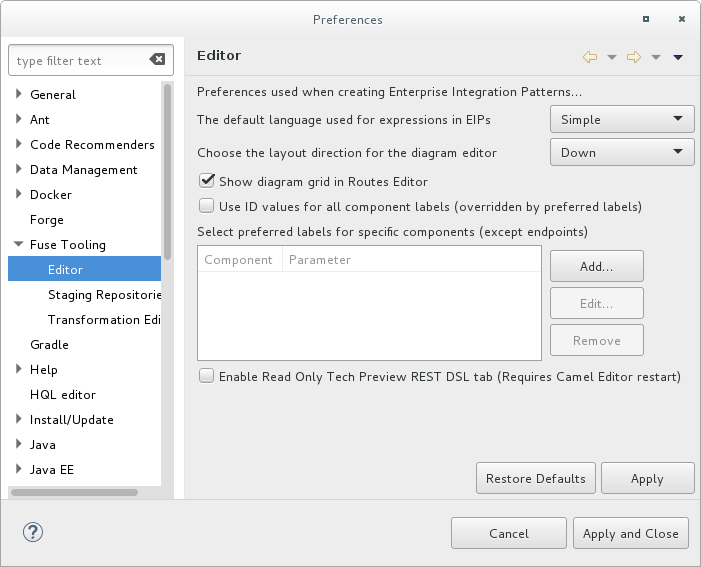 Preferences
type filter text
General
Ant
Code Recommenders
Data Management
Docker
Forge
Fuse Tooling
Editor
Staging Repositorie
Transformation Edi
Gradle
Help
HQL editor
Install/Update
Java
Java EE
Editor
Preferences used when creating Enterprise Integration Patterns...
The default language used for expressions in EIPs
Simple
Choose the layout direction for the diagram editor
Down
Show diagram grid in Routes Editor
Use ID values for all component labels (overridden by preferred labels)
Select preferred labels for specific components (except endpoints)
Component Parameter
Add...
Edit...
Remove
Enable Read Only Tech Preview REST DSL tab (Requires Camel Editor restart)
Restore Defaults Apply
? Cancel Apply and Close